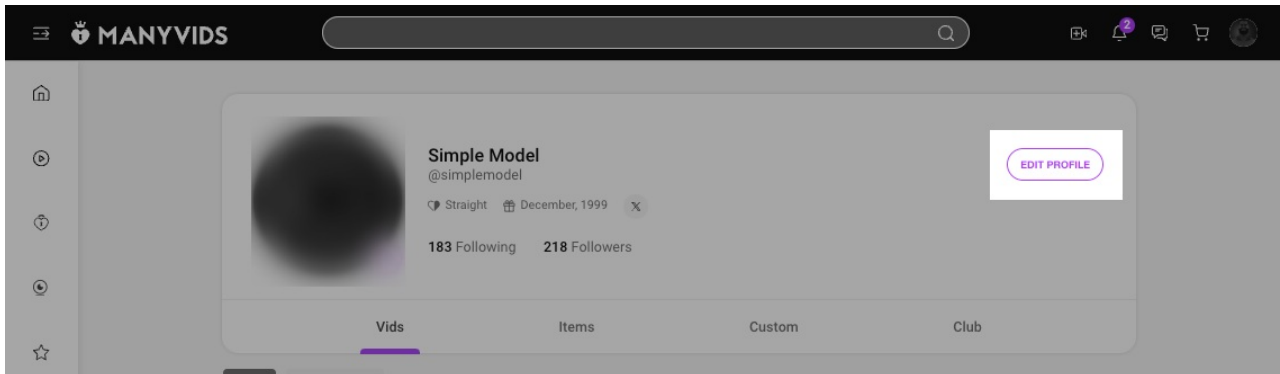 MANYVIDS
2
Simple Model
@simplemodel
Straight December, 1999
EDIT PROFILE
183 Following 218 Followers
Vids Items Custom Club